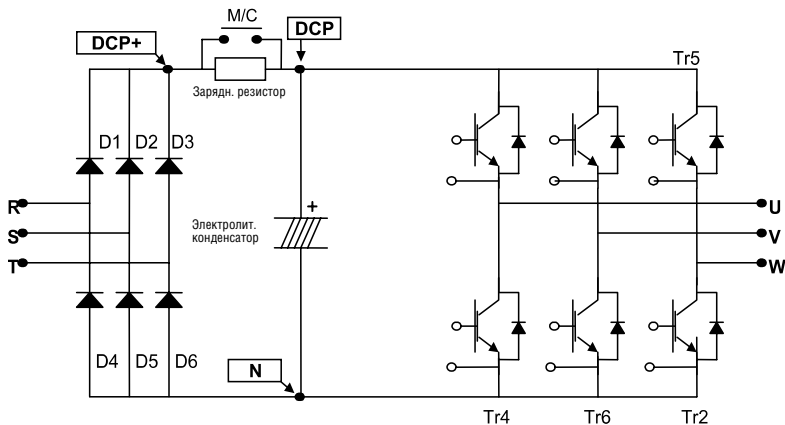 M/C
DCP+
DCP
Tr5
Зарядн. резистор
D1 D2 D3
R
U
+
Электролит.
конденсатор
S
V
T
W
D4 D5 D6
N
Tr4 Tr6 Tr2